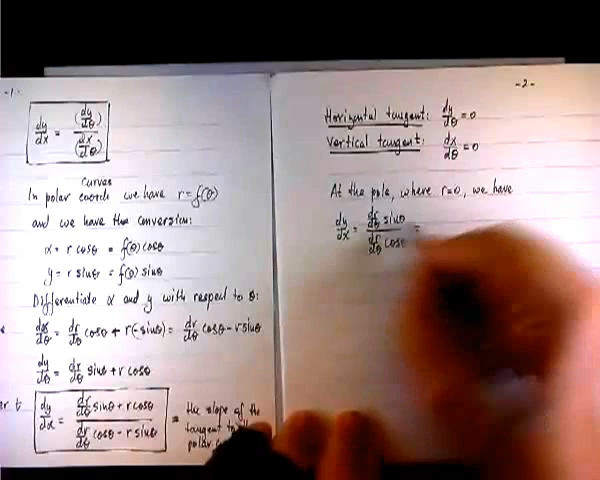 -1-
dy/dx = (dy/dθ)/(dx/dθ)
Curves
In polar coords we have r = f(θ)
and we have the conversion:
x = r cosθ = f(θ) cosθ
y = r sinθ = f(θ) sinθ
Differentiate x and y with respect to θ:
dx/dθ = dr/dθ cosθ + r(-sinθ) = dr/dθ cosθ - r sinθ
dy/dθ = dr/dθ sinθ + r cosθ
dy/dx = (dr/dθ sinθ + r cosθ)/(dr/dθ cosθ - r sinθ) = the slope of the
tangent to
polar
-2-
Horizontal tangent: dy/dθ = 0
Vertical tangent: dx/dθ = 0
At the pole, where r=0, we have
dy/dx = (dr/dθ sinθ)/(dr/dθ cosθ) =